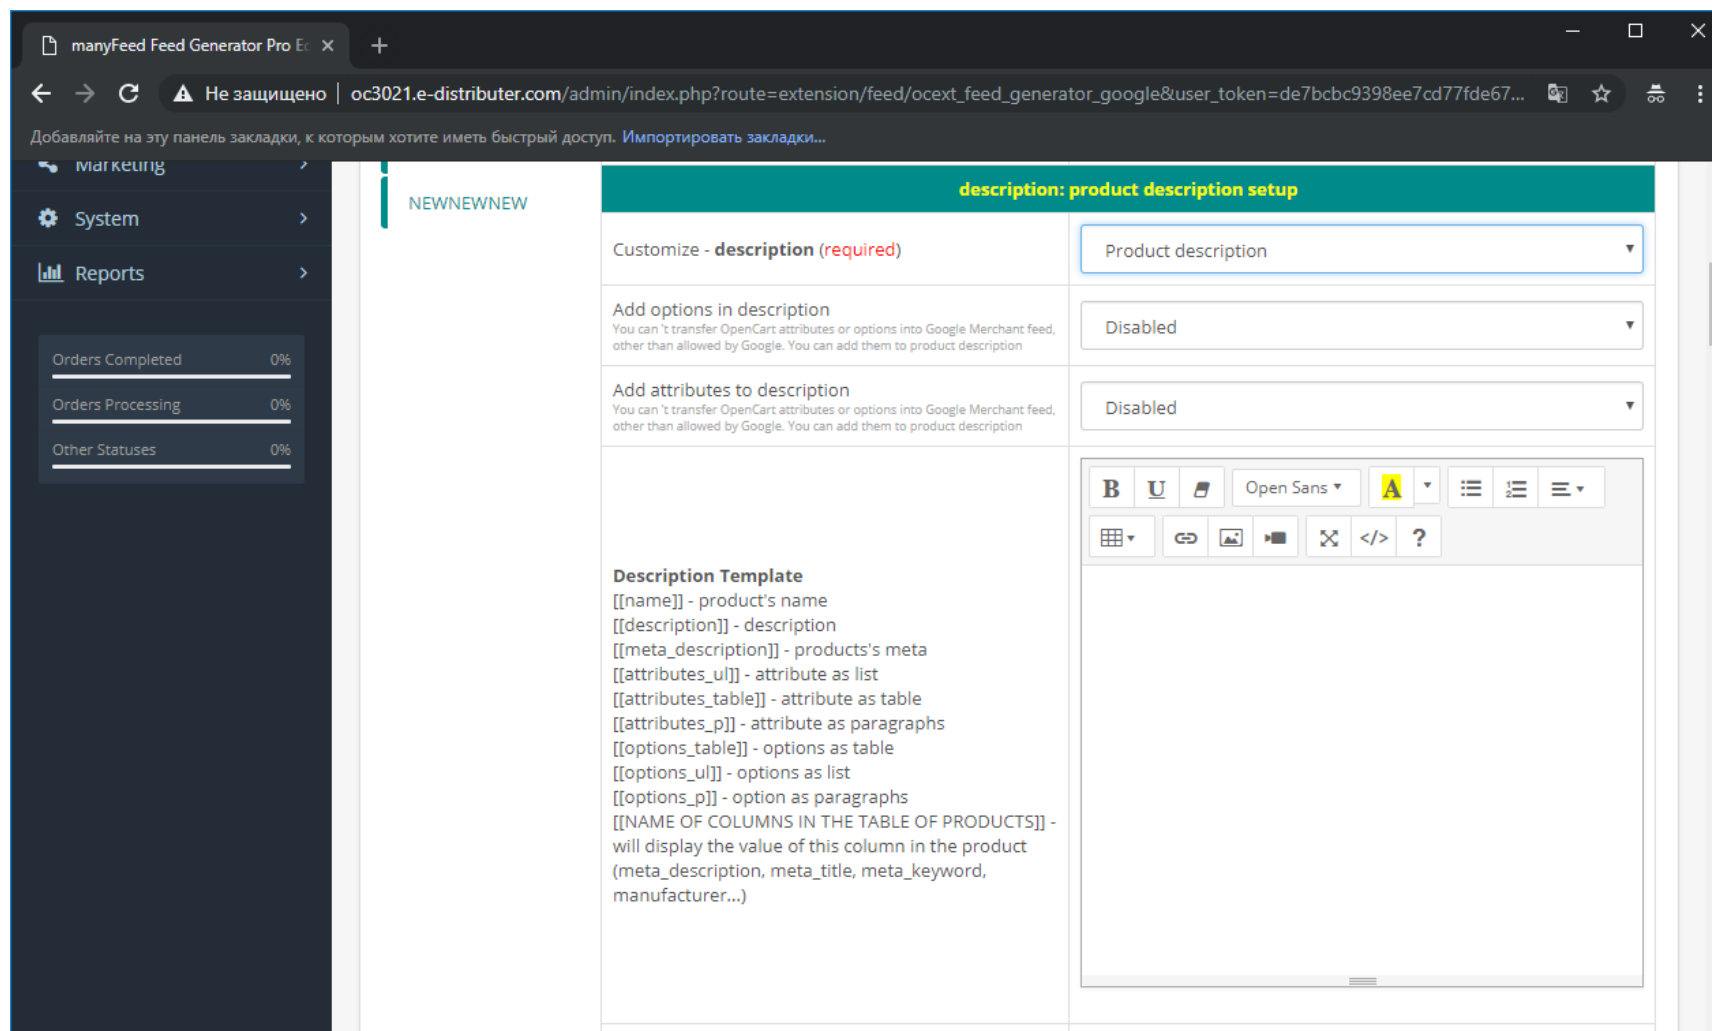 manyFeed Feed Generator Pro Ec
Не защищено | oc3021.e-distributer.com/admin/index.php?route=extension/feed/ocext_feed_generator_google&user_token=de7bcbc9398ee7cd77fde67...
Добавляйте на эту панель закладки, к которым хотите иметь быстрый доступ. Импортировать закладки...
Marketing
System
Reports
Orders Completed 0%
Orders Processing 0%
Other Statuses 0%
NEWNEWNEW
description: product description setup
Customize - description (required)
Product description
Add options in description
You can 't transfer OpenCart attributes or options into Google Merchant feed,
other than allowed by Google. You can add them to product description
Disabled
Add attributes to description
You can 't transfer OpenCart attributes or options into Google Merchant feed,
other than allowed by Google. You can add them to product description
Disabled
B U Open Sans A
</> ?
Description Template
[[name]] - product's name
[[description]] - description
[[meta_description]] - products's meta
[[attributes_ul]] - attribute as list
[[attributes_table]] - attribute as table
[[attributes_p]] - attribute as paragraphs
[[options_table]] - options as table
[[options_ul]] - options as list
[[options_p]] - option as paragraphs
[[NAME OF COLUMNS IN THE TABLE OF PRODUCTS]] -
will display the value of this column in the product
(meta_description, meta_title, meta_keyword,
manufacturer...)